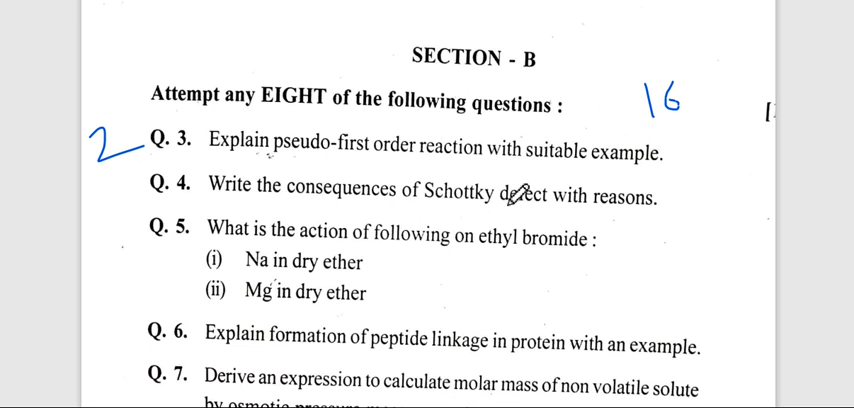 SECTION - B
Attempt any EIGHT of the following questions : 16 [
2 Q. 3. Explain pseudo-first order reaction with suitable example.
Q. 4. Write the consequences of Schottky defect with reasons.
Q. 5. What is the action of following on ethyl bromide :
(i) Na in dry ether
(ii) Mg in dry ether
Q. 6. Explain formation of peptide linkage in protein with an example.
Q. 7. Derive an expression to calculate molar mass of non volatile solute
by osmotic